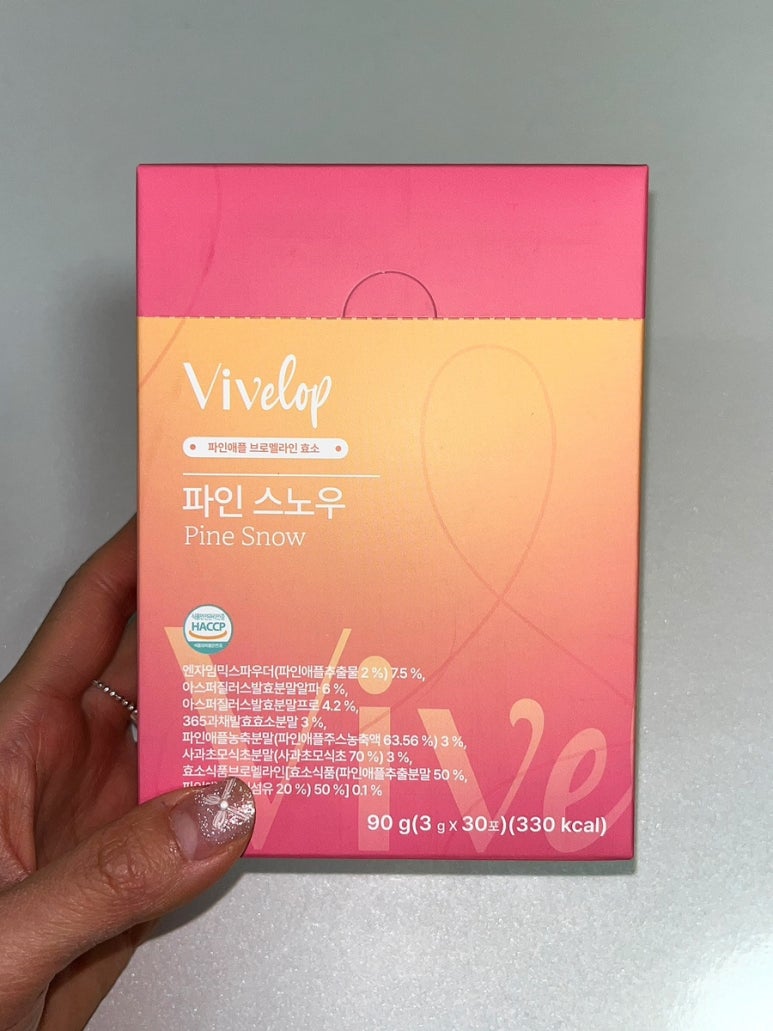 Vivelop
파인애플 브로멜라인 효소
파인 스노우
Pine Snow
HACCP
엔자임믹스파우더(파인애플추출물 2 %) 7.5 %,
아스퍼질러스발효분말알파 6 %,
아스퍼질러스발효분말프로 4.2 %,
365과채발효효소분말 3 %,
파인애플농축분말(파인애플주스농축액 63.56 %) 3 %,
사과초모식초분말(사과초모식초 70 %) 3 %,
효소식품브로멜라인[효소식품(파인애플추출분말 50 %,
섬유 20 %) 50 %] 0.1 %
90 g(3 g X 30포)(330 kcal)
Vive